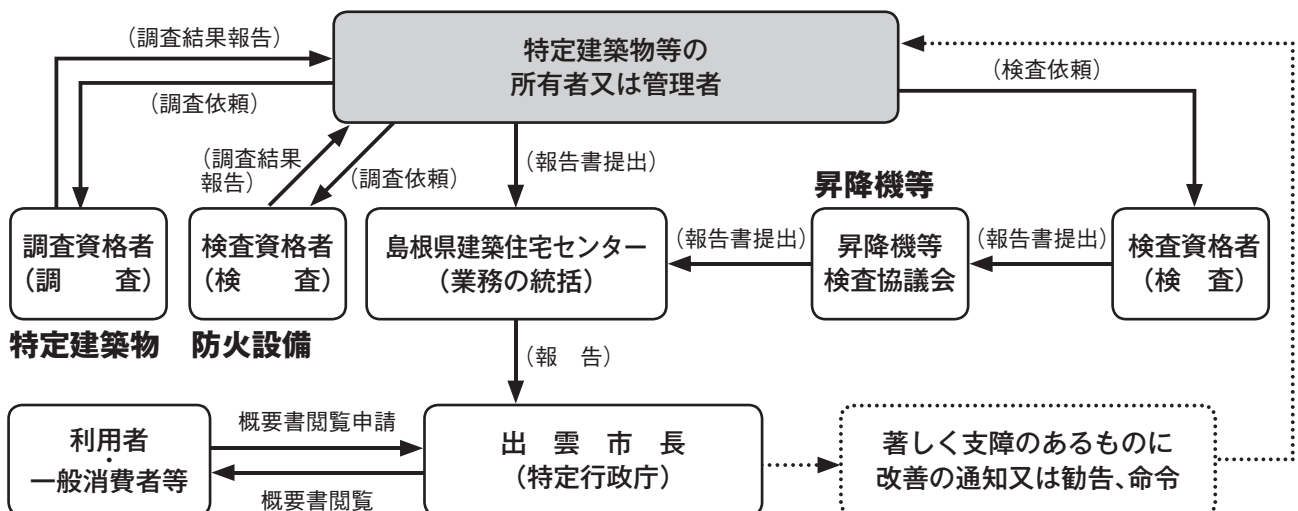 （調査結果報告）
特定建築物等の
所有者又は管理者
（検査依頼）
（調査依頼）
（調査結果
報告）
（調査依頼）
（報告書提出）
昇降機等
調査資格者
（調　　査）
検査資格者
（検　　査）
島根県建築住宅センター
（業務の統括）
（報告書提出）
昇降機等
検査協議会
（報告書提出）
検査資格者
（検　査）
特定建築物
防火設備
（報　告）
利用者
・
一般消費者等
概要書閲覧申請
概要書閲覧
出　雲　市　長
（特定行政庁）
著しく支障のあるものに
改善の通知又は勧告、命令